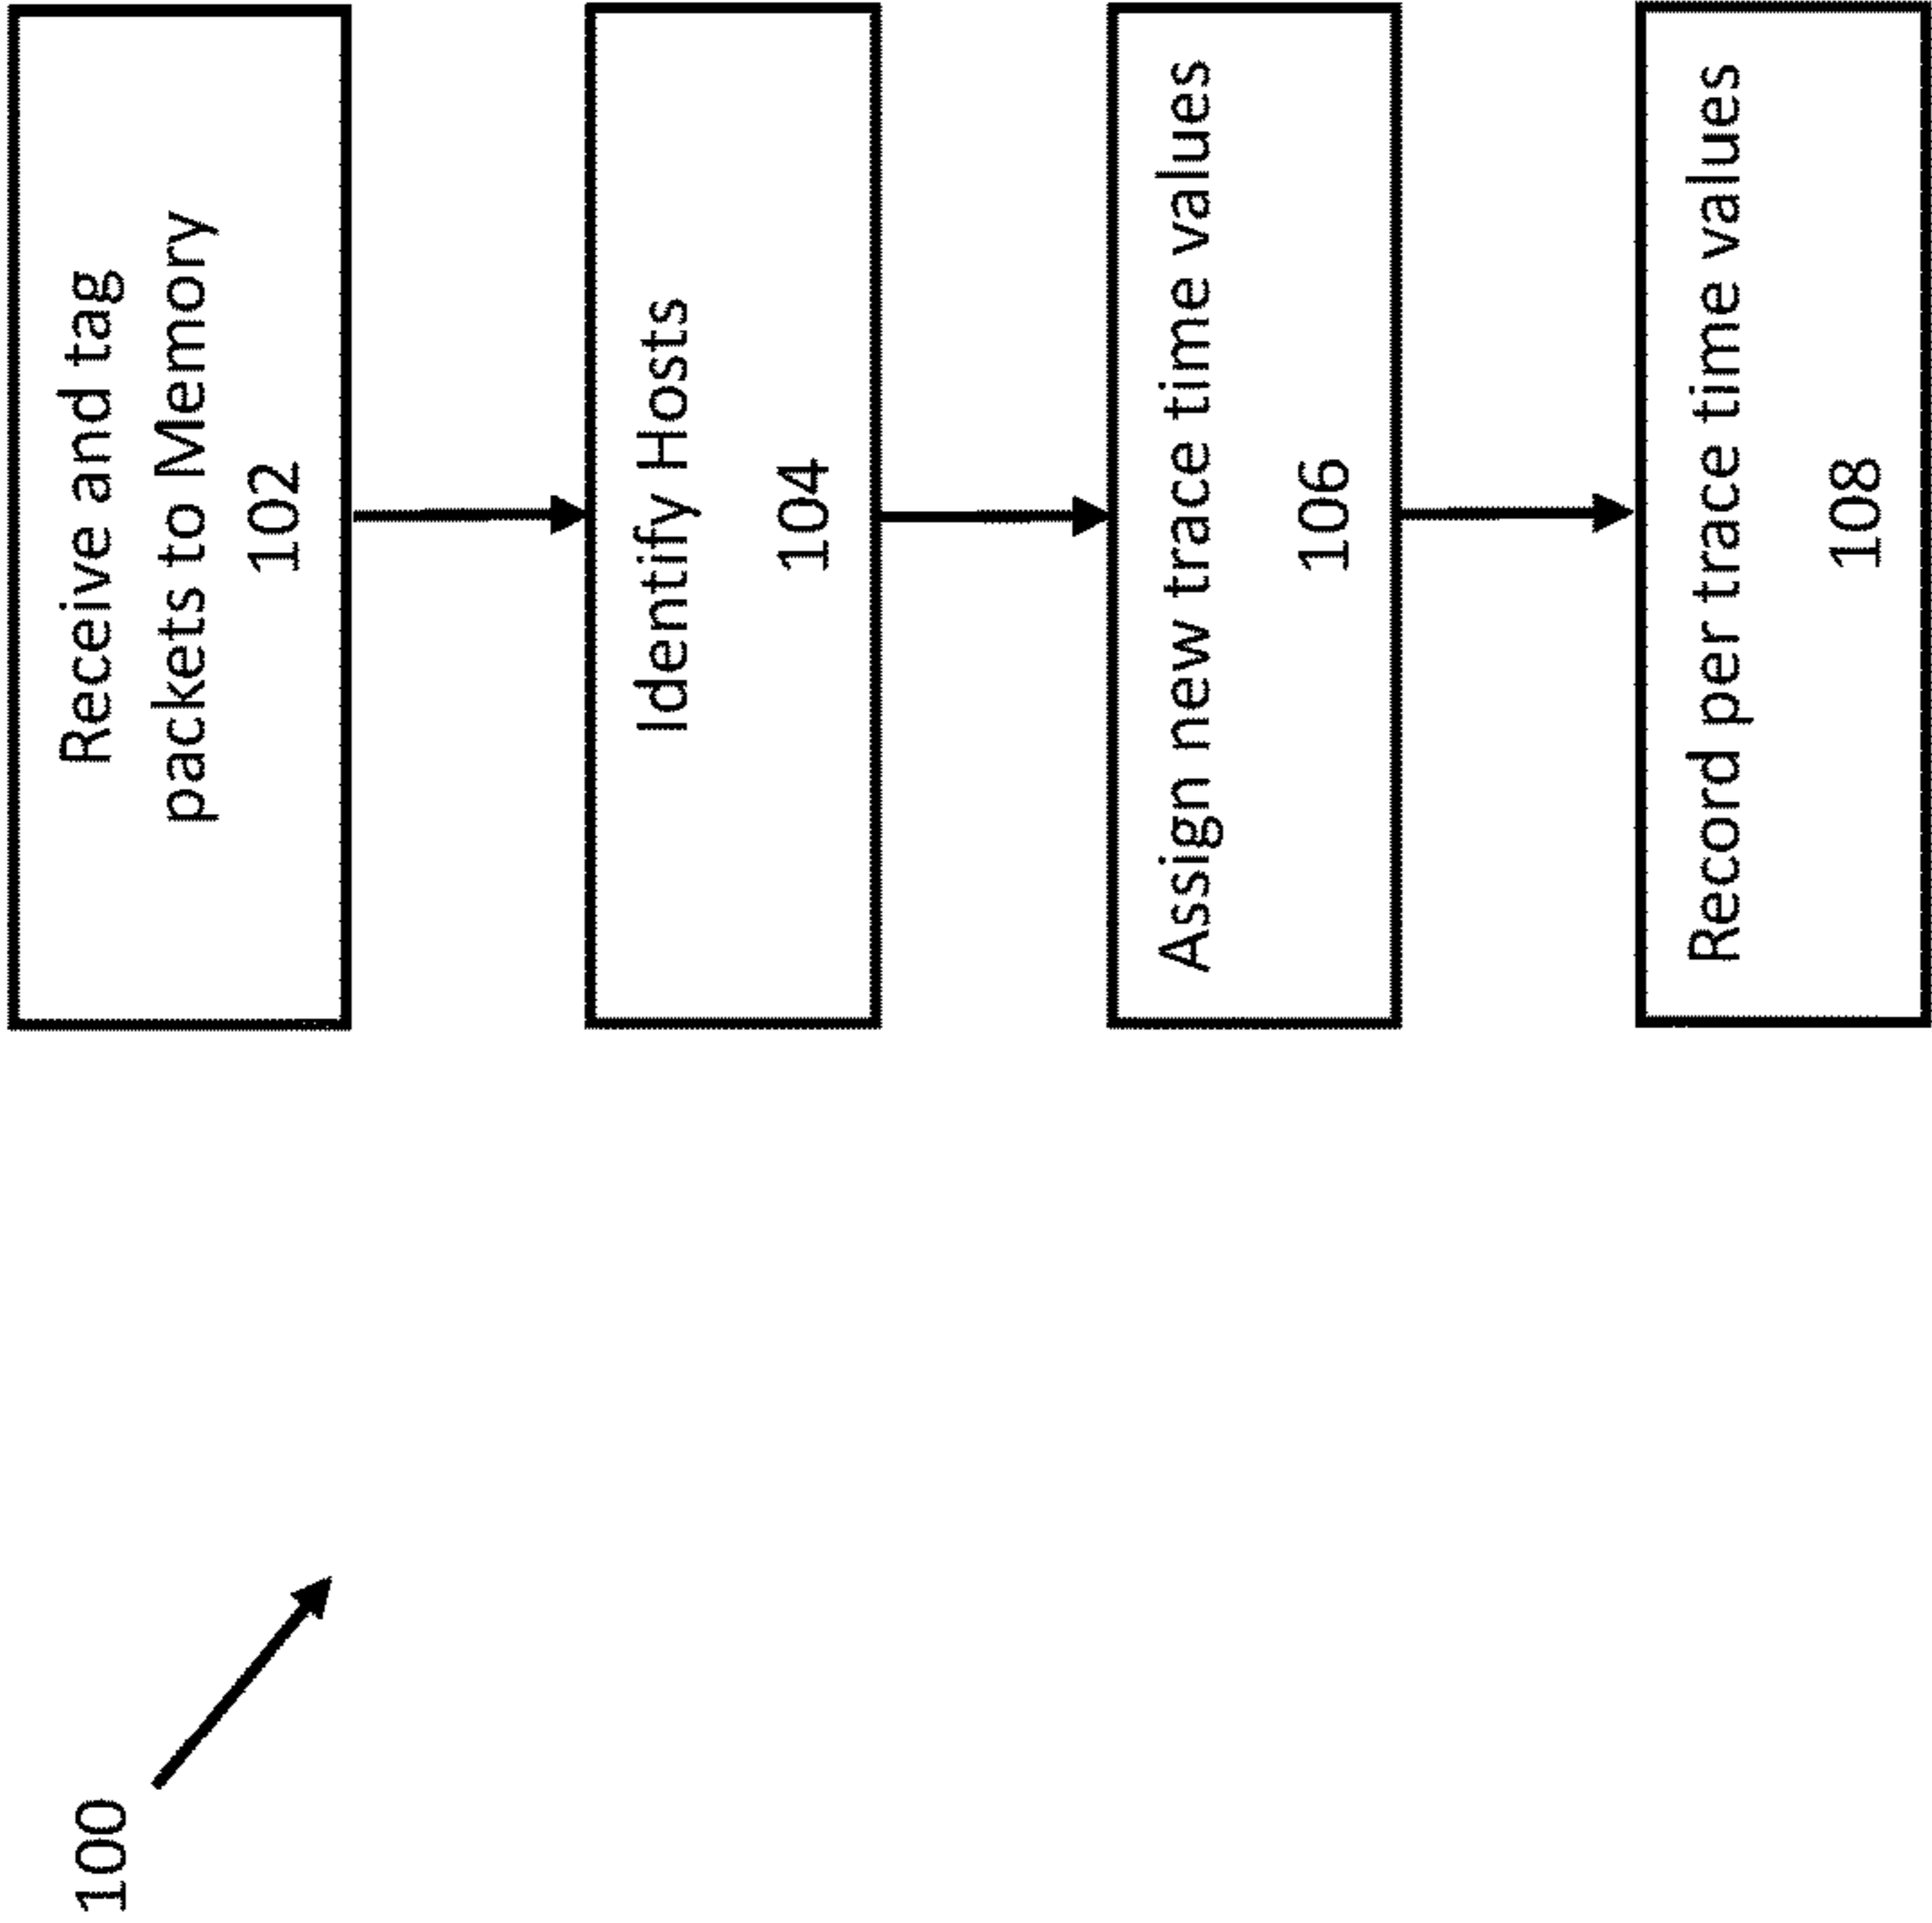 100
Receive and tag
packets to Memory
102
Identify Hosts
104
Assign new trace time values
106
Record per trace time values
108